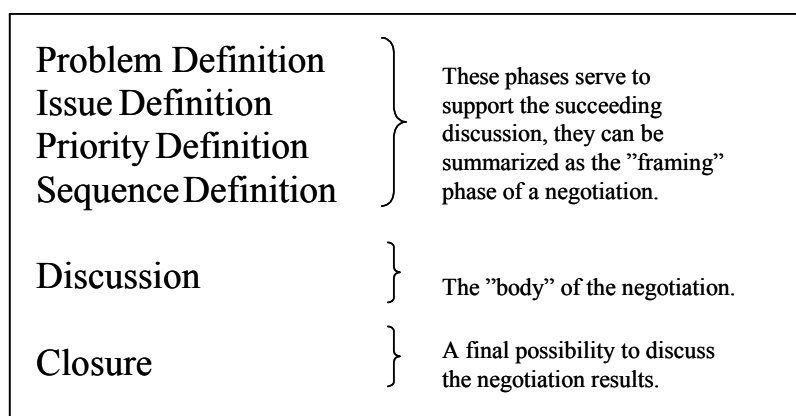 Problem Definition
Issue Definition
Priority Definition
Sequence Definition
These phases serve to
support the succeeding
discussion, they can be
summarized as the ”framing”
phase of a negotiation.
Discussion
The ”body” of the negotiation.
Closure
A final possibility to discuss
the negotiation results.